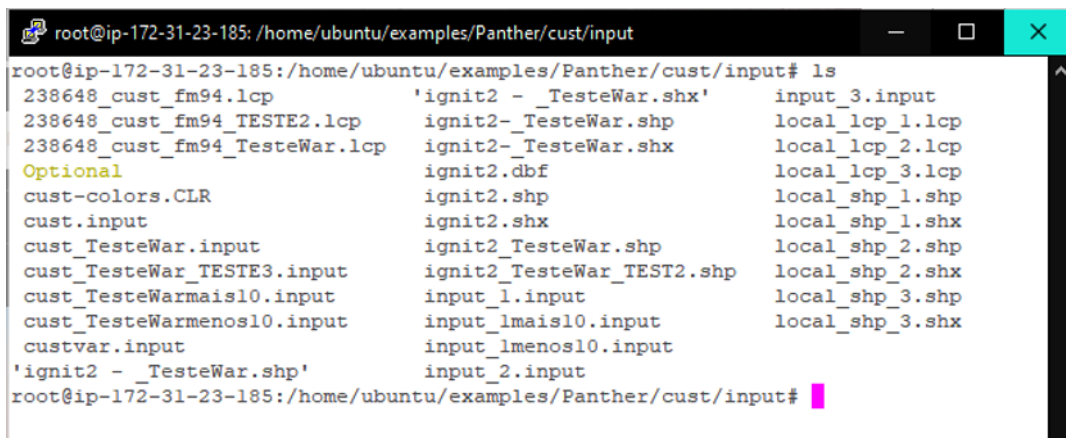 root@ip-172-31-23-185: /home/ubuntu/examples/Panther/cust/input
root@ip-172-31-23-185:/home/ubuntu/examples/Panther/cust/input# ls
238648_cust_fm94.lcp 'ignit2 - _TesteWar.shx' input_3.input
238648_cust_fm94_TESTE2.lcp ignit2-_TesteWar.shp local_lcp_1.lcp
238648_cust_fm94_TesteWar.lcp ignit2-_TesteWar.shx local_lcp_2.lcp
Optional ignit2.dbf local_lcp_3.lcp
cust-colors.CLR ignit2.shp local_shp_1.shp
cust.input ignit2.shx local_shp_1.shx
cust_TesteWar.input ignit2_TesteWar.shp local_shp_2.shp
cust_TesteWar_TESTE3.input ignit2_TesteWar_TEST2.shp local_shp_2.shx
cust_TesteWarmais10.input input_1.input local_shp_3.shp
cust_TesteWarmenos10.input input_1mais10.input local_shp_3.shx
custvar.input input_1menos10.input
'ignit2 - _TesteWar.shp' input_2.input
root@ip-172-31-23-185:/home/ubuntu/examples/Panther/cust/input#